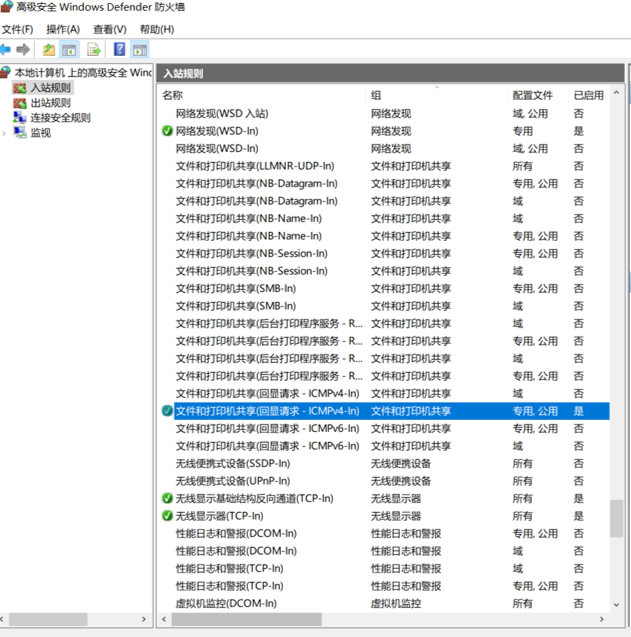 高级安全 Windows Defender 防火墙
文件(F) 操作(A) 查看(V) 帮助(H)
本地计算机 上的高级安全 Winc
入站规则
出站规则
连接安全规则
监视
入站规则
名称 组 配置文件 已启用
网络发现(WSD 入站) 网络发现 域, 公用 否
网络发现(WSD-In) 网络发现 专用 是
网络发现(WSD-In) 网络发现 域, 公用 否
文件和打印机共享(LLMNR-UDP-In) 文件和打印机共享 所有 否
文件和打印机共享(NB-Datagram-In) 文件和打印机共享 专用, 公用 否
文件和打印机共享(NB-Datagram-In) 文件和打印机共享 域 否
文件和打印机共享(NB-Name-In) 文件和打印机共享 域 否
文件和打印机共享(NB-Name-In) 文件和打印机共享 专用, 公用 否
文件和打印机共享(NB-Session-In) 文件和打印机共享 专用, 公用 否
文件和打印机共享(NB-Session-In) 文件和打印机共享 域 否
文件和打印机共享(SMB-In) 文件和打印机共享 专用, 公用 否
文件和打印机共享(SMB-In) 文件和打印机共享 域 否
文件和打印机共享(后台打印程序服务 - R... 文件和打印机共享 域 否
文件和打印机共享(后台打印程序服务 - R... 文件和打印机共享 专用, 公用 否
文件和打印机共享(后台打印程序服务 - R... 文件和打印机共享 域 否
文件和打印机共享(后台打印程序服务 - R... 文件和打印机共享 专用, 公用 否
文件和打印机共享(回显请求 - ICMPv4-In) 文件和打印机共享 域 否
文件和打印机共享(回显请求 - ICMPv4-In) 文件和打印机共享 专用, 公用 是
文件和打印机共享(回显请求 - ICMPv6-In) 文件和打印机共享 专用, 公用 否
文件和打印机共享(回显请求 - ICMPv6-In) 文件和打印机共享 域 否
无线便携式设备(SSDP-In) 无线便携设备 所有 否
无线便携式设备(UPnP-In) 无线便携设备 所有 否
无线显示基础结构反向通道(TCP-In) 无线显示器 所有 是
无线显示器(TCP-In) 无线显示器 所有 是
性能日志和警报(DCOM-In) 性能日志和警报 专用, 公用 否
性能日志和警报(DCOM-In) 性能日志和警报 域 否
性能日志和警报(TCP-In) 性能日志和警报 域 否
性能日志和警报(TCP-In) 性能日志和警报 专用, 公用 否
虚拟机监控(DCOM-In) 虚拟机监控 所有 否